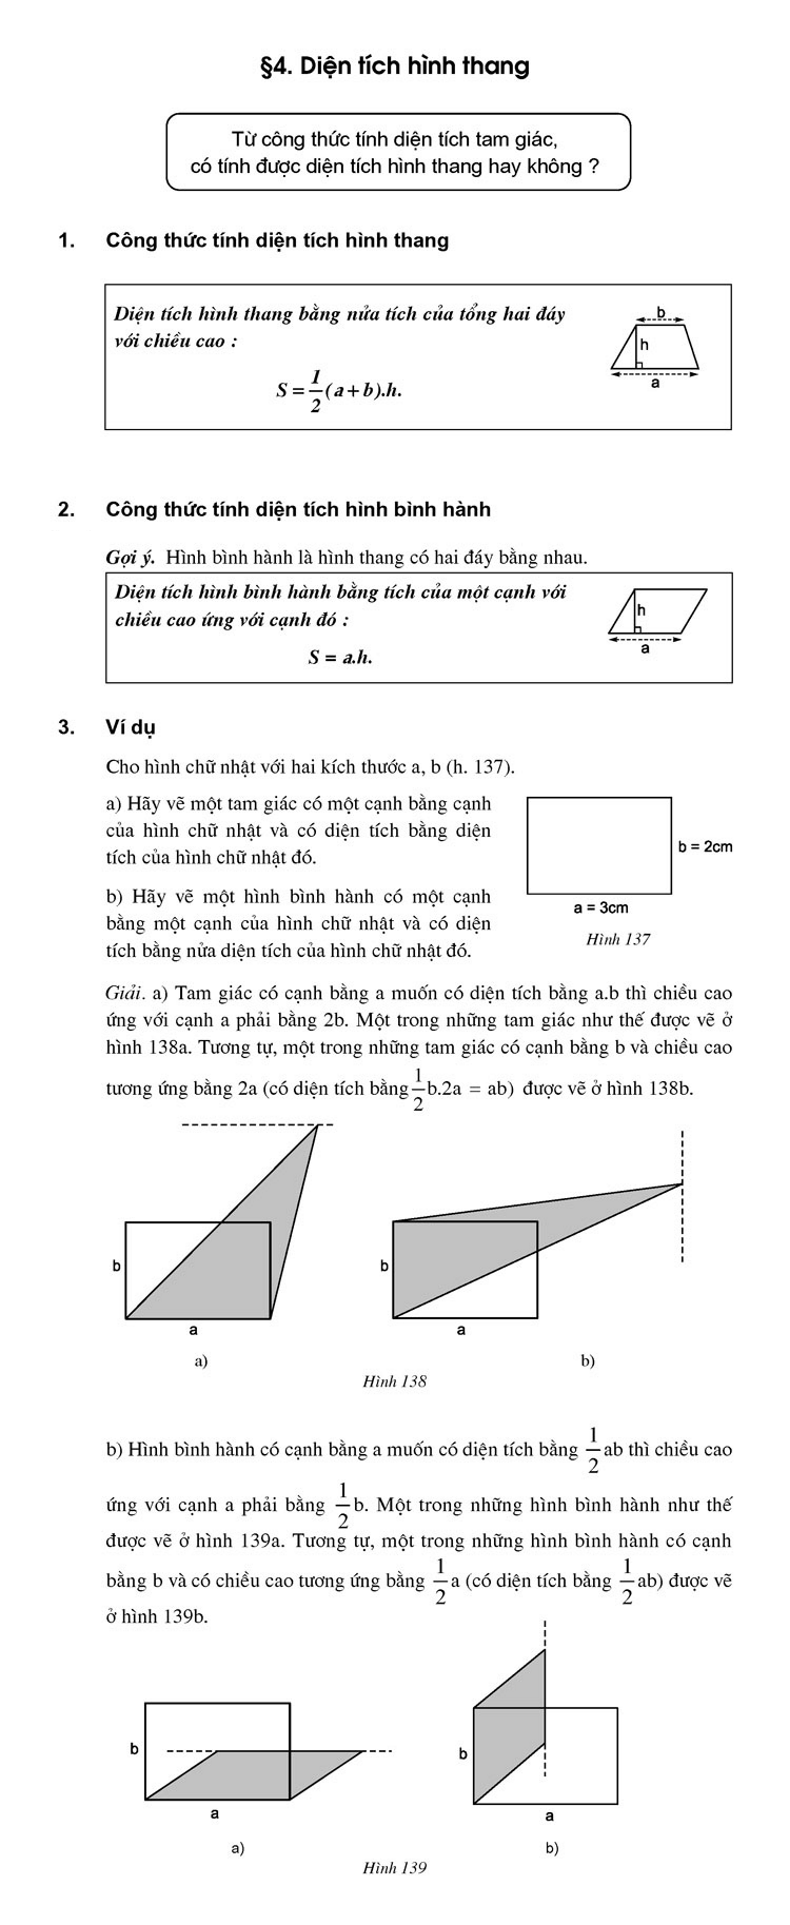 §4. Diện tích hình thang
Từ công thức tính diện tích tam giác,
có tính được diện tích hình thang hay không ?
1. Công thức tính diện tích hình thang
Diện tích hình thang bằng nửa tích của tổng hai đáy
với chiều cao :
S = 1/2 (a + b).h.
b
h
a
2. Công thức tính diện tích hình bình hành
Gợi ý. Hình bình hành là hình thang có hai đáy bằng nhau.
Diện tích hình bình hành bằng tích của một cạnh với
chiều cao ứng với cạnh đó :
S = a.h.
h
a
3. Ví dụ
Cho hình chữ nhật với hai kích thước a, b (h. 137).
a) Hãy vẽ một tam giác có một cạnh bằng cạnh
của hình chữ nhật và có diện tích bằng diện
tích của hình chữ nhật đó.
b) Hãy vẽ một hình bình hành có một cạnh
bằng một cạnh của hình chữ nhật và có diện
tích bằng nửa diện tích của hình chữ nhật đó.
b = 2cm
a = 3cm
Hình 137
Giải. a) Tam giác có cạnh bằng a muốn có diện tích bằng a.b thì chiều cao
ứng với cạnh a phải bằng 2b. Một trong những tam giác như thế được vẽ ở
hình 138a. Tương tự, một trong những tam giác có cạnh bằng b và chiều cao
tương ứng bằng 2a (có diện tích bằng 1/2 b.2a = ab) được vẽ ở hình 138b.
b
a
a)
b
a
b)
Hình 138
b) Hình bình hành có cạnh bằng a muốn có diện tích bằng 1/2 ab thì chiều cao
ứng với cạnh a phải bằng 1/2 b. Một trong những hình bình hành như thế
được vẽ ở hình 139a. Tương tự, một trong những hình bình hành có cạnh
bằng b và có chiều cao tương ứng bằng 1/2 a (có diện tích bằng 1/2 ab) được vẽ
ở hình 139b.
b
a
a)
b
a
b)
Hình 139